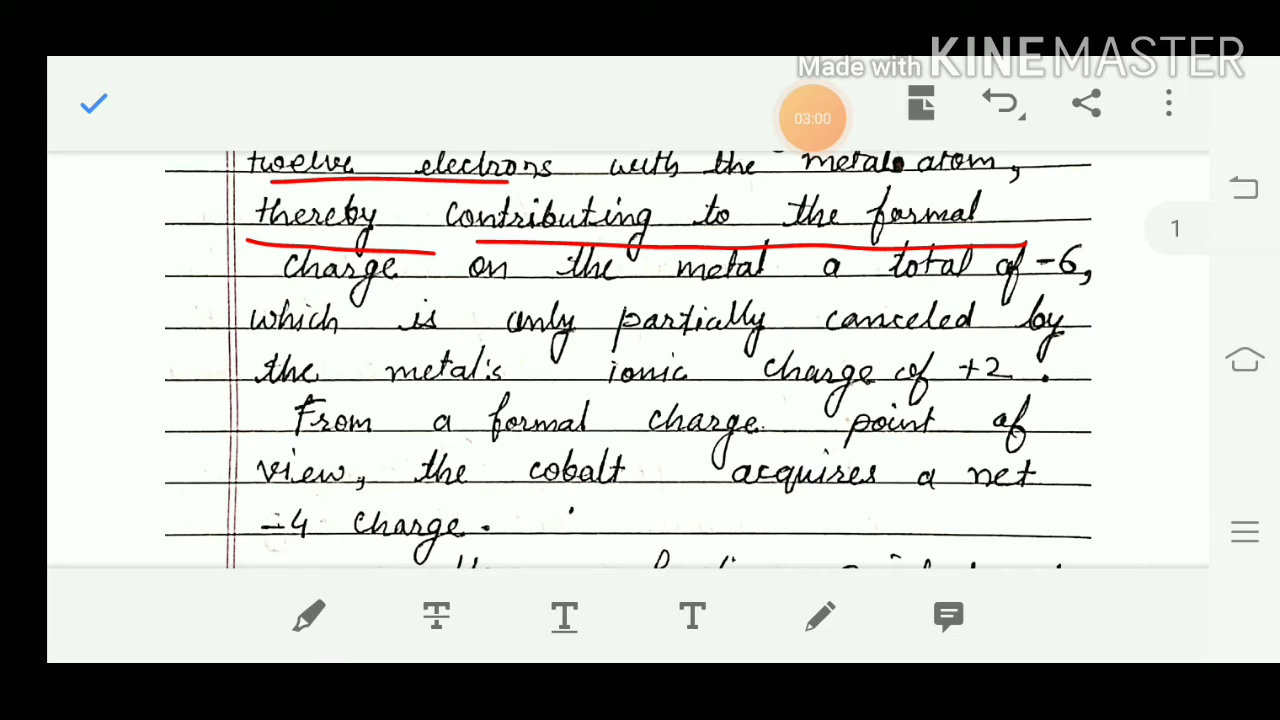 Made with KINEMASTER
03:00
twelve electrons with the metal atom,
thereby contributing to the formal
charge on the metal a total of -6,
which is only partially canceled by
the metal's ionic charge of +2.
From a formal charge point of
view, the cobalt acquires a net
-4 charge.
1